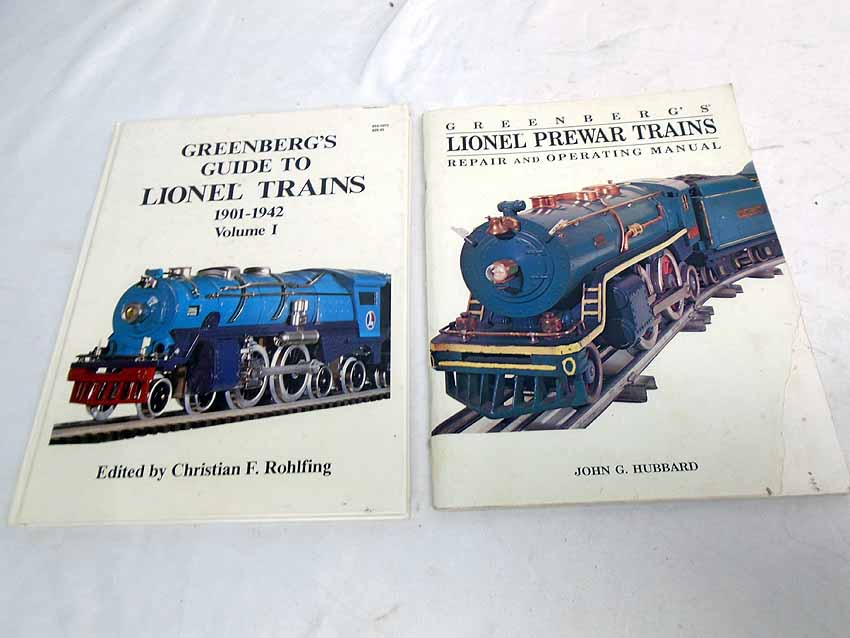 GREENBERG'S
GUIDE TO
LIONEL TRAINS
1901-1942
Volume I
Edited by Christian F. Rohlfing
GREENBERG'S
LIONEL PREWAR TRAINS
REPAIR AND OPERATING MANUAL
JOHN G. HUBBARD